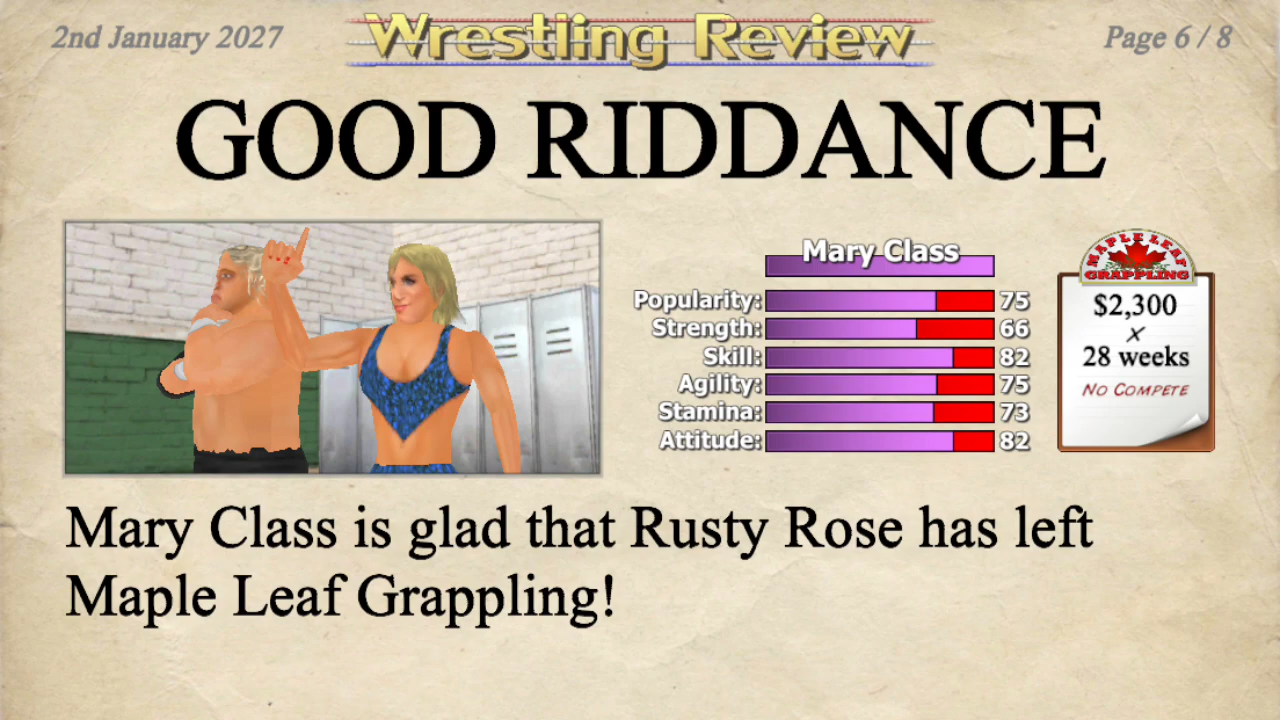 2nd January 2027
Wrestling Review
Page 6 / 8
GOOD RIDDANCE
Mary Class
Popularity: 75
Strength: 66
Skill: 82
Agility: 75
Stamina: 73
Attitude: 82
MAPLE LEAF
GRAPPLING
$2,300
x
28 weeks
No Compete
Mary Class is glad that Rusty Rose has left
Maple Leaf Grappling!